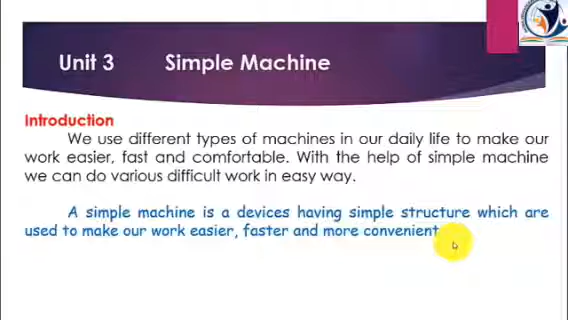 Unit 3 Simple Machine
Introduction
We use different types of machines in our daily life to make our
work easier, fast and comfortable. With the help of simple machine
we can do various difficult work in easy way.
A simple machine is a devices having simple structure which are
used to make our work easier, faster and more convenient